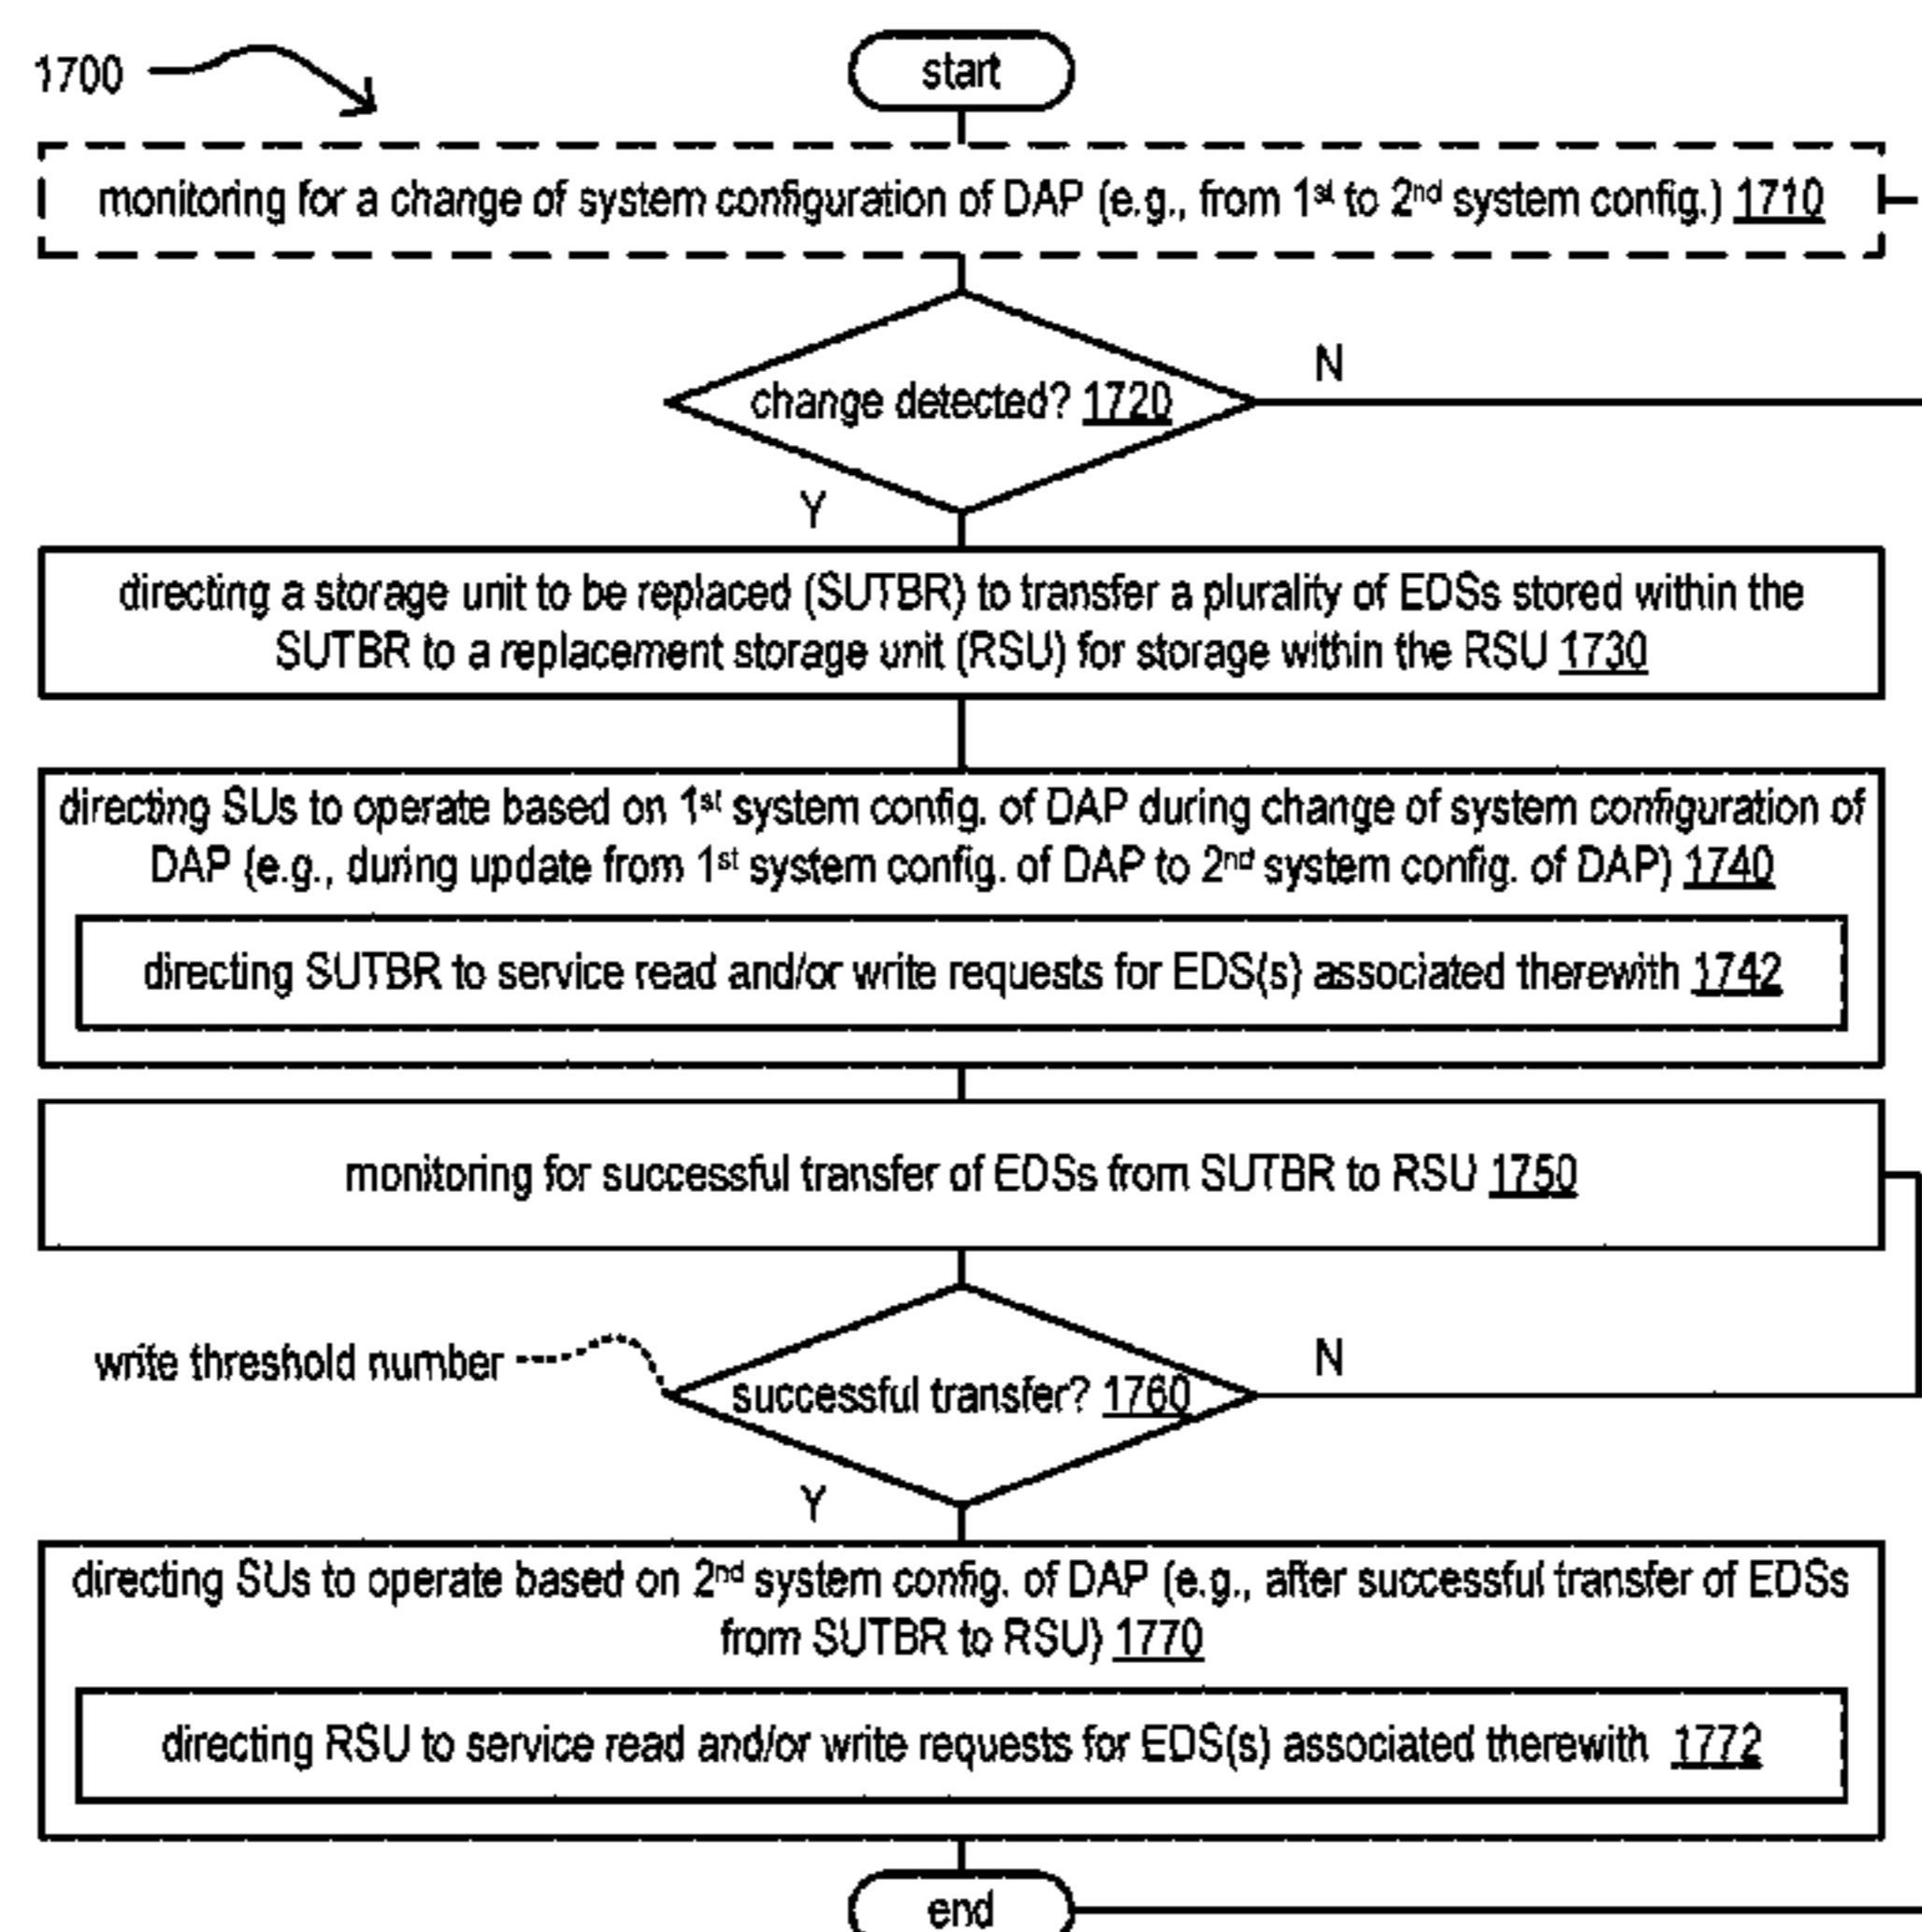 1700
start
monitoring for a change of system configuration of DAP (e.g., from 1st to 2nd system config.) 1710
change detected? 1720
N
Y
directing a storage unit to be replaced (SUTBR) to transfer a plurality of EDSs stored within the
SUTBR to a replacement storage unit (RSU) for storage within the RSU 1730
directing SUs to operate based on 1st system config. of DAP during change of system configuration of
DAP (e.g., during update from 1st system config. of DAP to 2nd system config. of DAP) 1740
directing SUTBR to service read and/or write requests for EDS(s) associated therewith 1742
monitoring for successful transfer of EDSs from SUTBR to RSU 1750
write threshold number
successful transfer? 1760
N
Y
directing SUs to operate based on 2nd system config. of DAP (e.g., after successful transfer of EDSs
from SUTBR to RSU) 1770
directing RSU to service read and/or write requests for EDS(s) associated therewith 1772
end